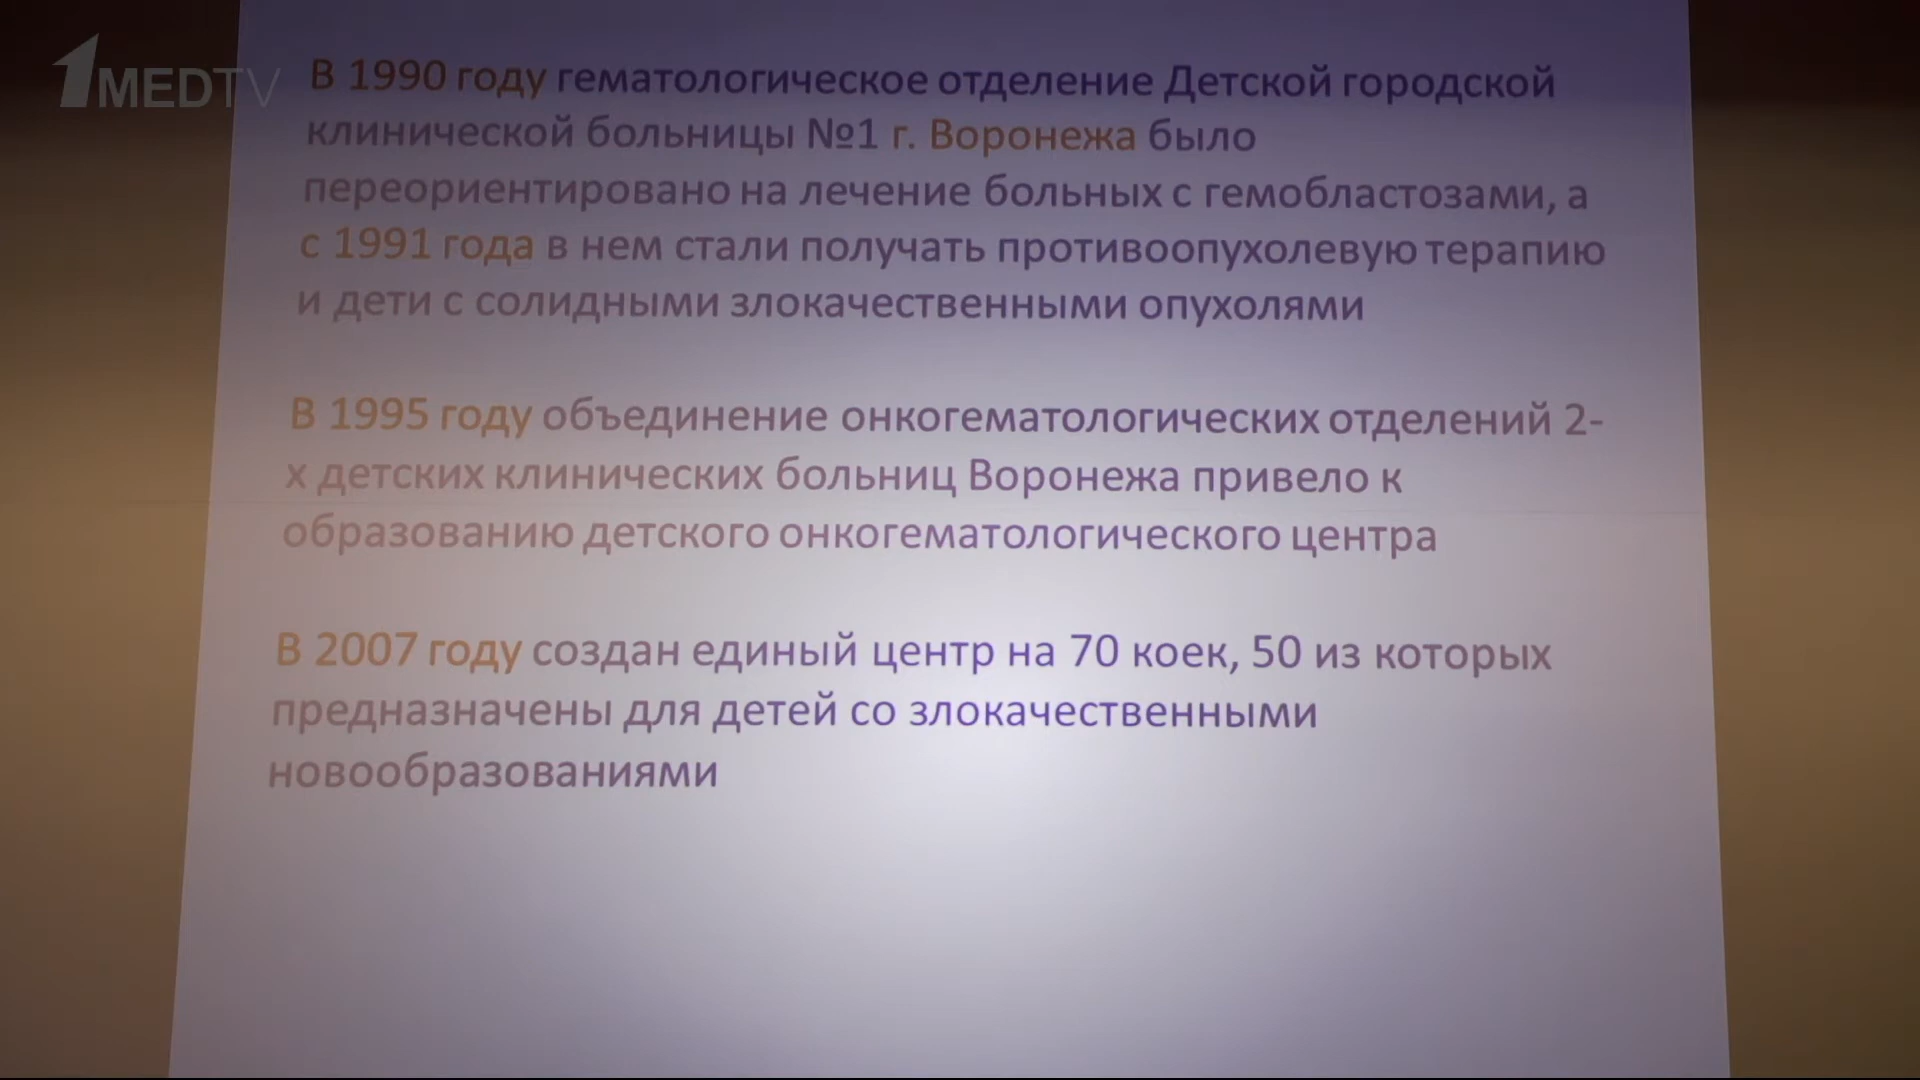 1MEDTV
В 1990 году гематологическое отделение Детской городской
клинической больницы №1 г. Воронежа было
переориентировано на лечение больных с гемобластозами, а
с 1991 года в нем стали получать противоопухолевую терапию
и дети с солидными злокачественными опухолями
В 1995 году объединение онкогематологических отделений 2-
х детских клинических больниц Воронежа привело к
образованию детского онкогематологического центра
В 2007 году создан единый центр на 70 коек, 50 из которых
предназначены для детей со злокачественными
новообразованиями